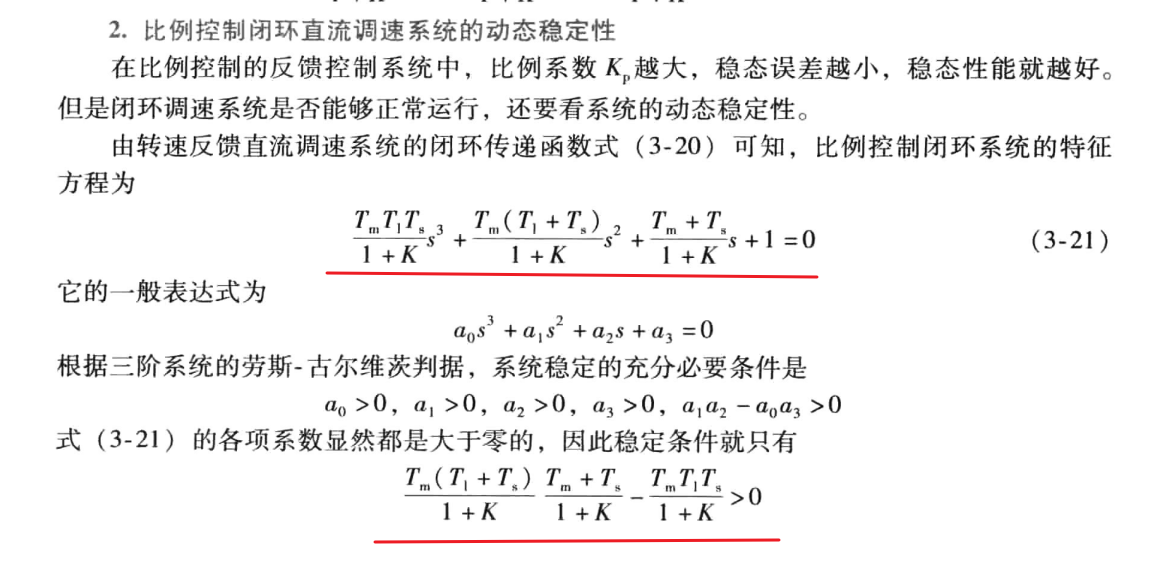 2. 比例控制闭环直流调速系统的动态稳定性
在比例控制的反馈控制系统中，比例系数 Kₚ越大，稳态误差越小，稳态性能就越好。
但是闭环调速系统是否能够正常运行，还要看系统的动态稳定性。
由转速反馈直流调速系统的闭环传递函数式（3-20）可知，比例控制闭环系统的特征
方程为
\frac{T_m T_l T_s}{1+K}s^3 + \frac{T_m(T_l+T_s)}{1+K}s^2 + \frac{T_m+T_s}{1+K}s + 1 = 0 （3-21）
它的一般表达式为
a_0s^3 + a_1s^2 + a_2s + a_3 = 0
根据三阶系统的劳斯-古尔维茨判据，系统稳定的充分必要条件是
a_0 >0，a_1 >0，a_2 >0，a_3 >0，a_1a_2 - a_0a_3 >0
式（3-21）的各项系数显然都是大于零的，因此稳定条件就只有
\frac{T_m(T_l+T_s)}{1+K} \frac{T_m+T_s}{1+K} - \frac{T_m T_l T_s}{1+K} >0